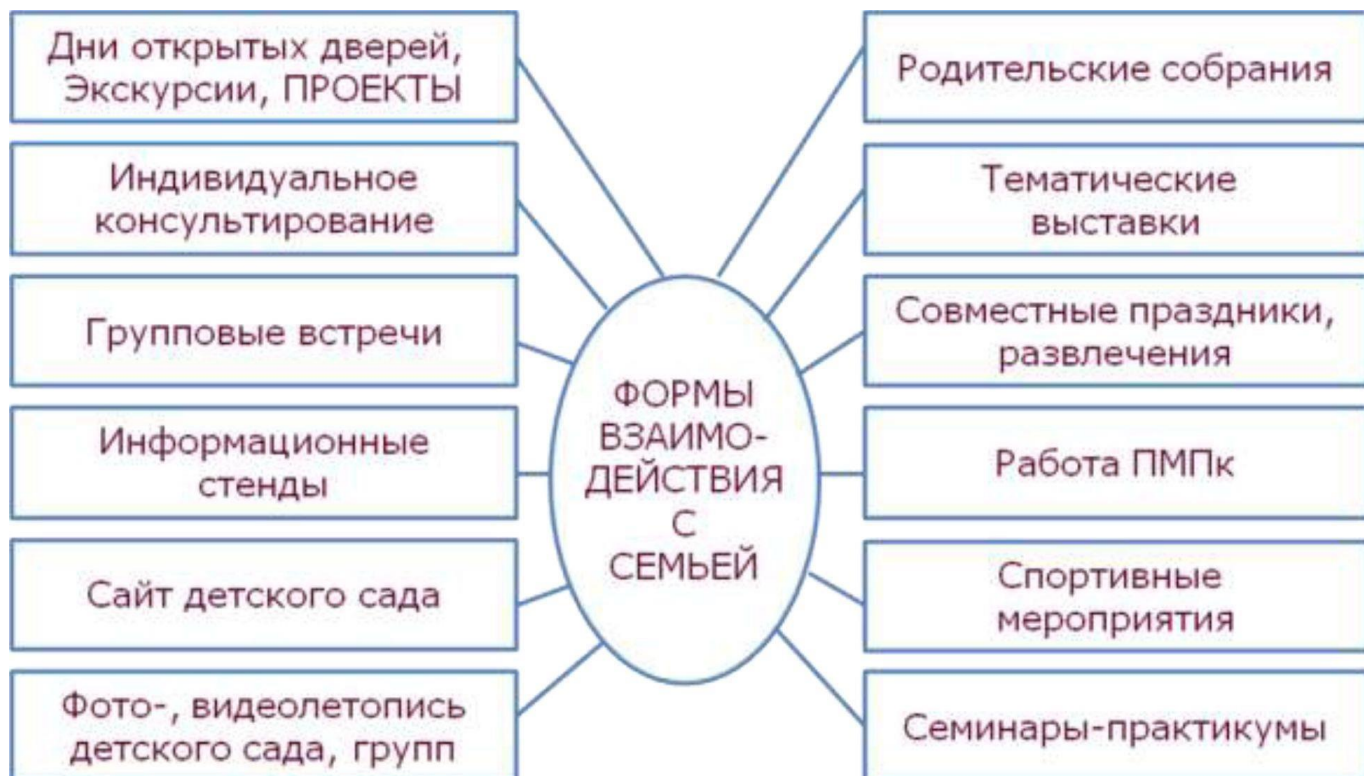 Дни открытых дверей,
Экскурсии, ПРОЕКТЫ
Индивидуальное
консультирование
Групповые встречи
Информационные
стенды
Сайт детского сада
Фото-, видеолетопись
детского сада, групп
ФОРМЫ
ВЗАИМО-
ДЕЙСТВИЯ
С
СЕМЬЕЙ
Родительские собрания
Тематические
выставки
Совместные праздники,
развлечения
Работа ПМПк
Спортивные
мероприятия
Семинары-практикумы